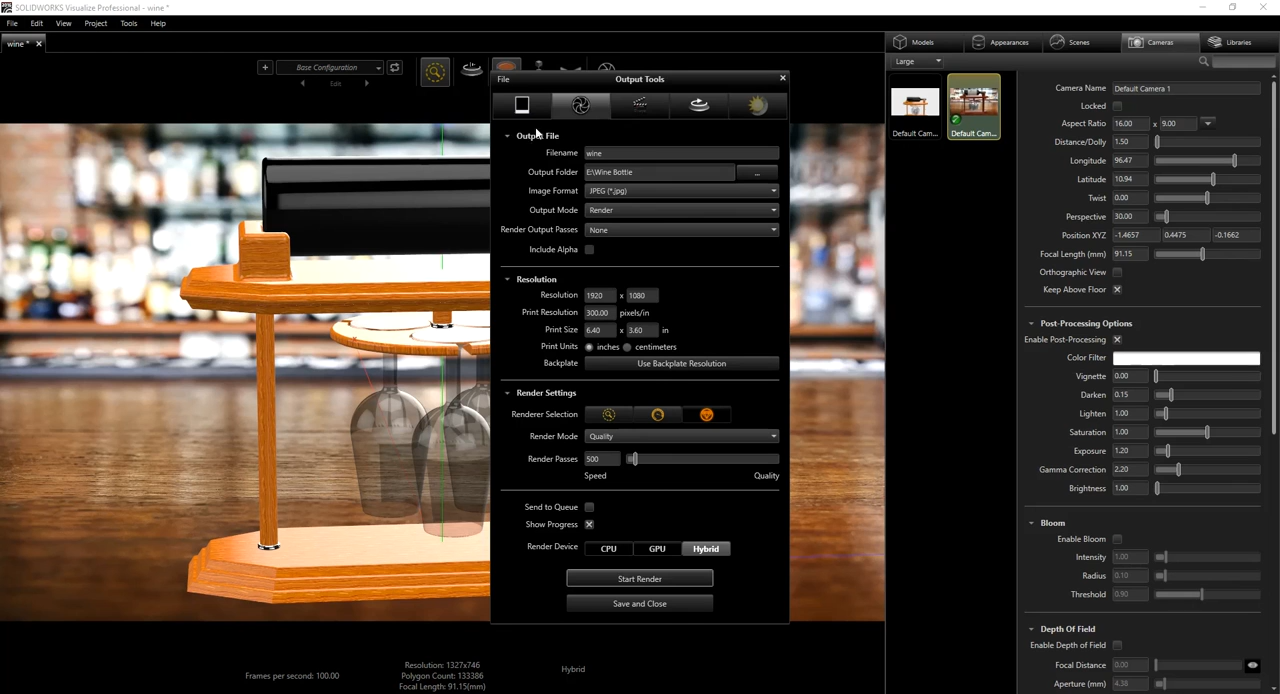 SOLIDWORKS Visualize Professional - wine *
File Edit View Project Tools Help
wine *
Base Configuration
Edit
Output Tools
File
Output File
Filename wine
Output Folder E:\Wine Bottle
Image Format JPEG (*.jpg)
Output Mode Render
Render Output Passes None
Include Alpha
Resolution
Resolution 1920 x 1080
Print Resolution 300.00 pixels/in
Print Size 6.40 x 3.60 in
Print Units inches centimeters
Backplate Use Backplate Resolution
Render Settings
Renderer Selection
Render Mode Quality
Render Passes 500
Speed Quality
Send to Queue
Show Progress
Render Device CPU GPU Hybrid
Start Render
Save and Close
Frames per second: 100.00
Resolution: 1327x746
Polygon Count: 133386
Focal Length: 91.15(mm)
Hybrid
Models Appearances Scenes Cameras Libraries
Large
Default Cam... Default Cam...
Camera Name Default Camera 1
Locked
Aspect Ratio 16.00 x 9.00
Distance/Dolly 1.50
Longitude 96.47
Latitude 10.94
Twist 0.00
Perspective 30.00
Position XYZ -1.4657 0.4475 -0.1662
Focal Length (mm) 91.15
Orthographic View
Keep Above Floor
Post-Processing Options
Enable Post-Processing
Color Filter
Vignette 0.00
Darken 0.15
Lighten 1.00
Saturation 1.00
Exposure 1.20
Gamma Correction 2.20
Brightness 1.00
Bloom
Enable Bloom
Intensity 1.00
Radius 0.10
Threshold 0.90
Depth Of Field
Enable Depth of Field
Focal Distance 0.00
Aperture (mm) 4.38